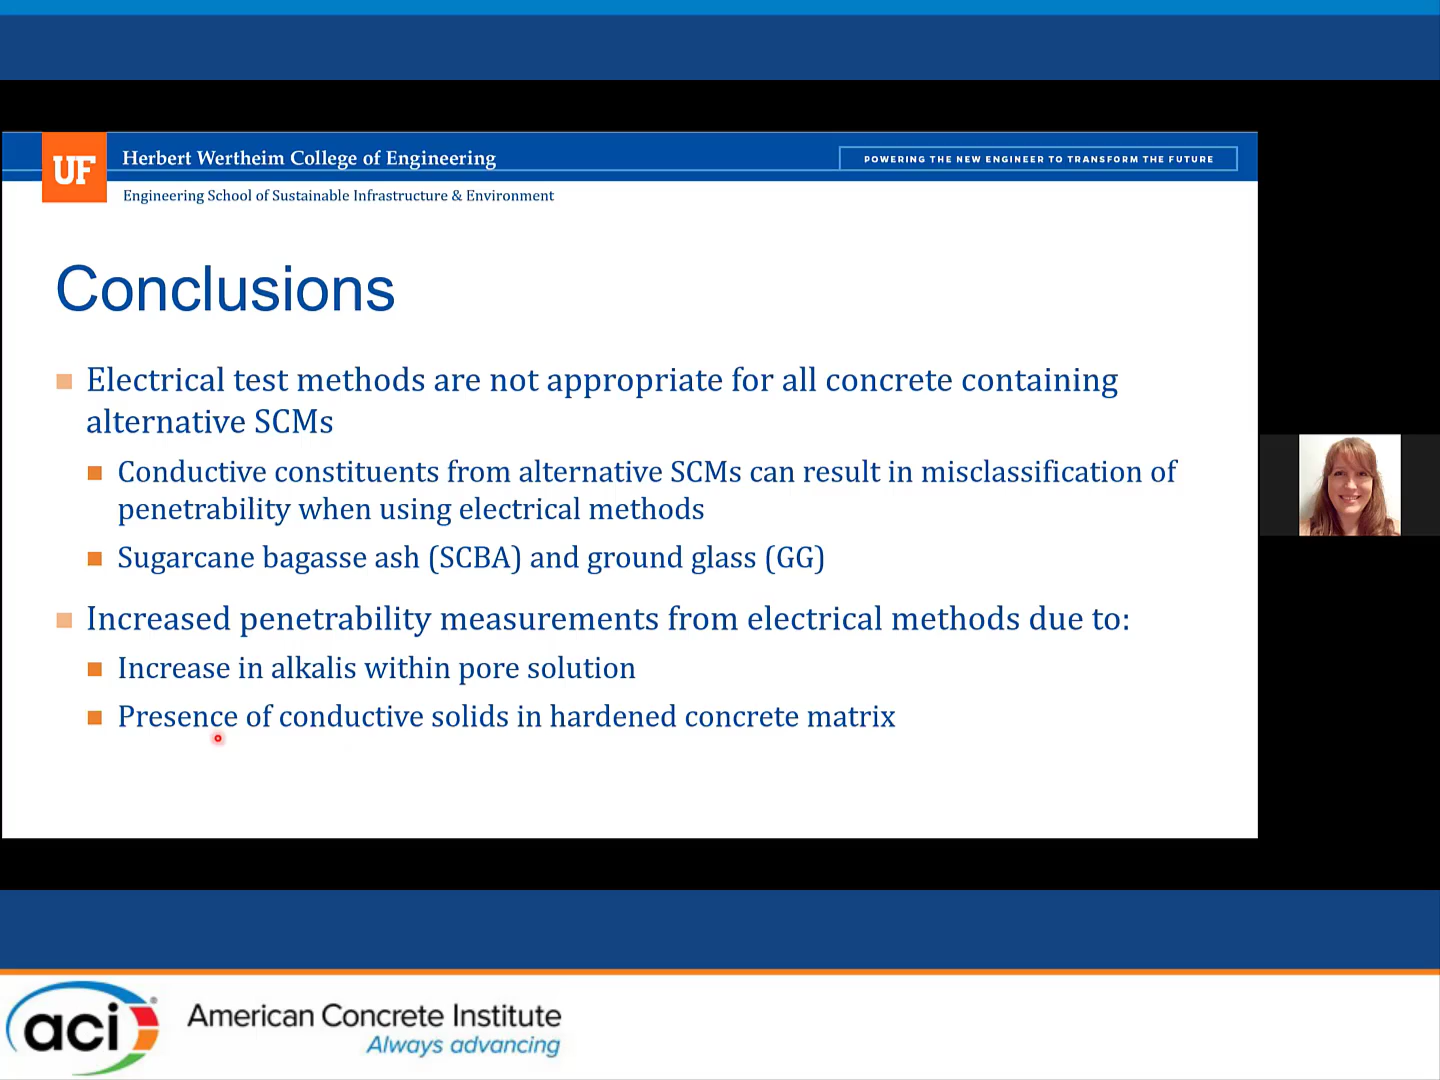 UF
Herbert Wertheim College of Engineering
POWERING THE NEW ENGINEER TO TRANSFORM THE FUTURE
Engineering School of Sustainable Infrastructure & Environment
Conclusions
Electrical test methods are not appropriate for all concrete containing
alternative SCMs
Conductive constituents from alternative SCMs can result in misclassification of
penetrability when using electrical methods
Sugarcane bagasse ash (SCBA) and ground glass (GG)
Increased penetrability measurements from electrical methods due to:
Increase in alkalis within pore solution
Presence of conductive solids in hardened concrete matrix
aci
American Concrete Institute
Always advancing